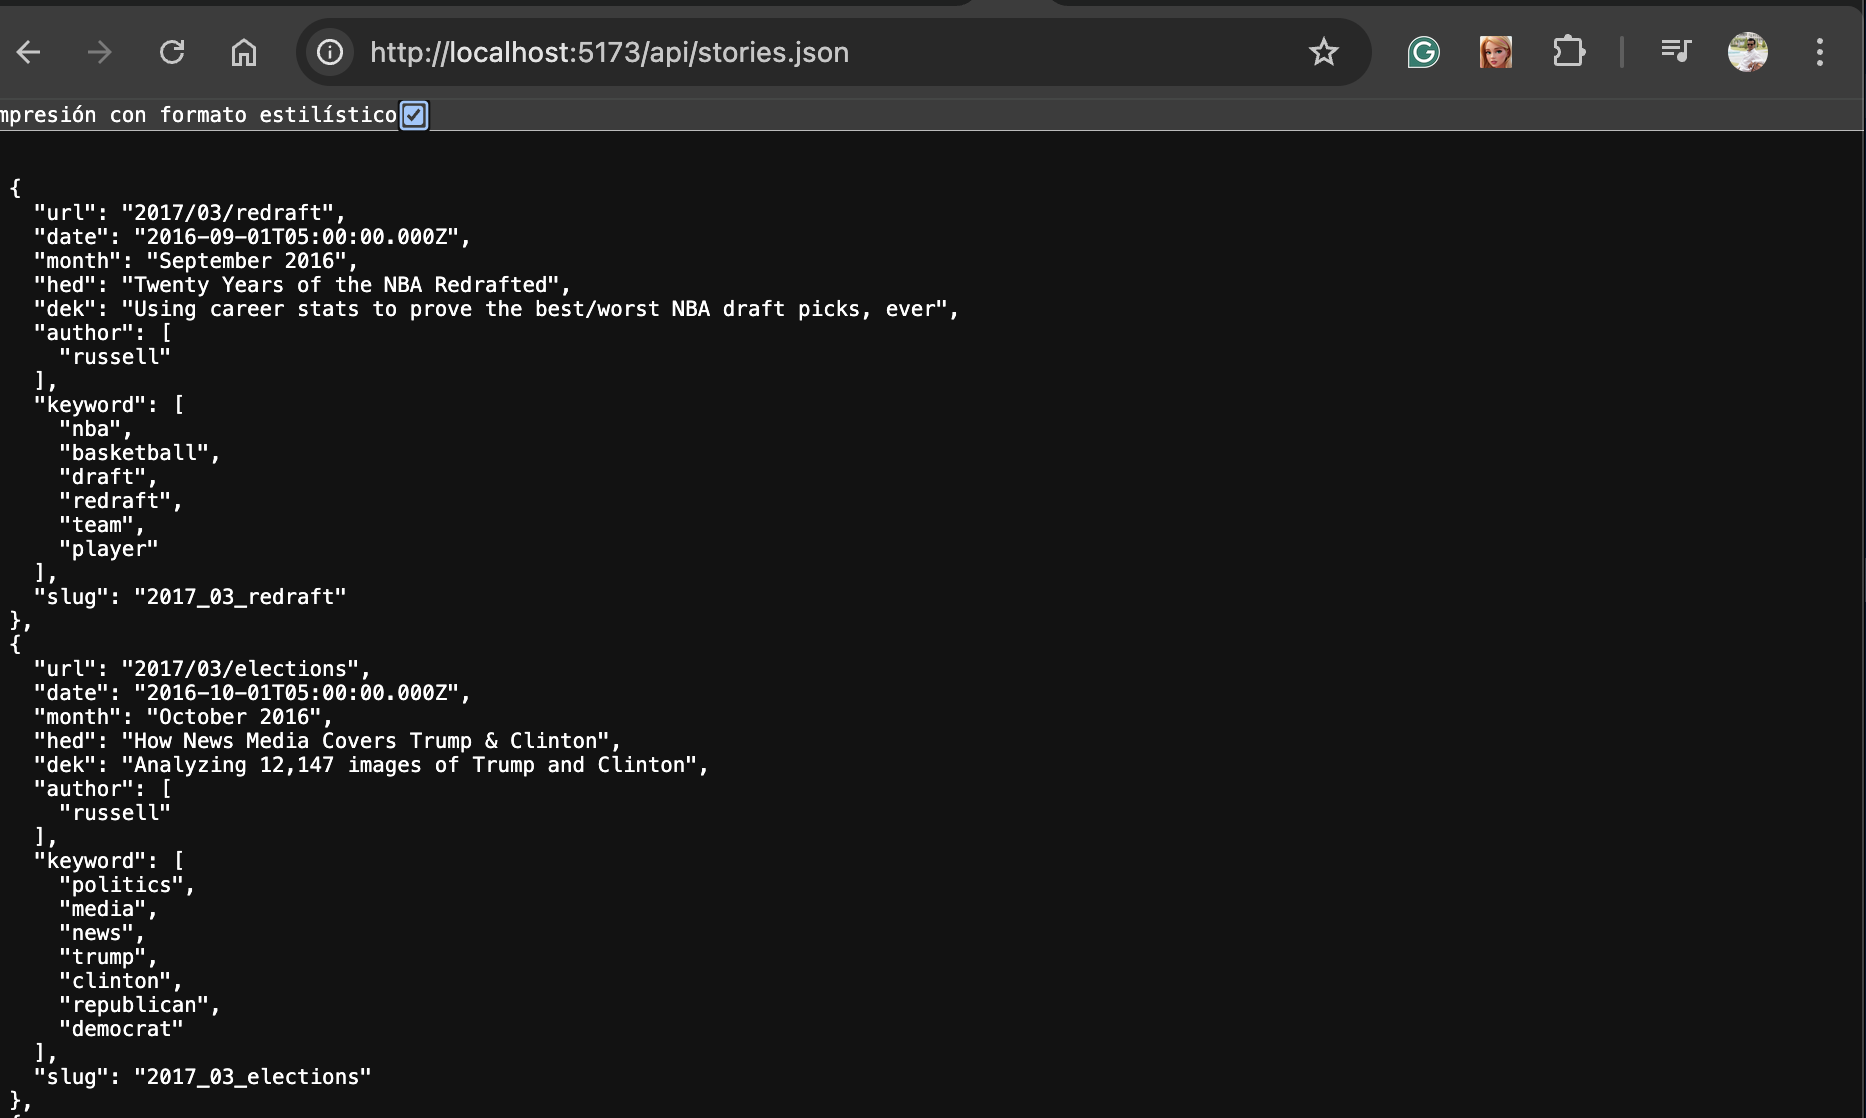 http://localhost:5173/api/stories.json
mpresión con formato estilístico
{
"url": "2017/03/redraft",
"date": "2016-09-01T05:00:00.000Z",
"month": "September 2016",
"hed": "Twenty Years of the NBA Redrafted",
"dek": "Using career stats to prove the best/worst NBA draft picks, ever",
"author": [
"russell"
],
"keyword": [
"nba",
"basketball",
"draft",
"redraft",
"team",
"player"
],
"slug": "2017_03_redraft"
},
{
"url": "2017/03/elections",
"date": "2016-10-01T05:00:00.000Z",
"month": "October 2016",
"hed": "How News Media Covers Trump & Clinton",
"dek": "Analyzing 12,147 images of Trump and Clinton",
"author": [
"russell"
],
"keyword": [
"politics",
"media",
"news",
"trump",
"clinton",
"republican",
"democrat"
],
"slug": "2017_03_elections"
},